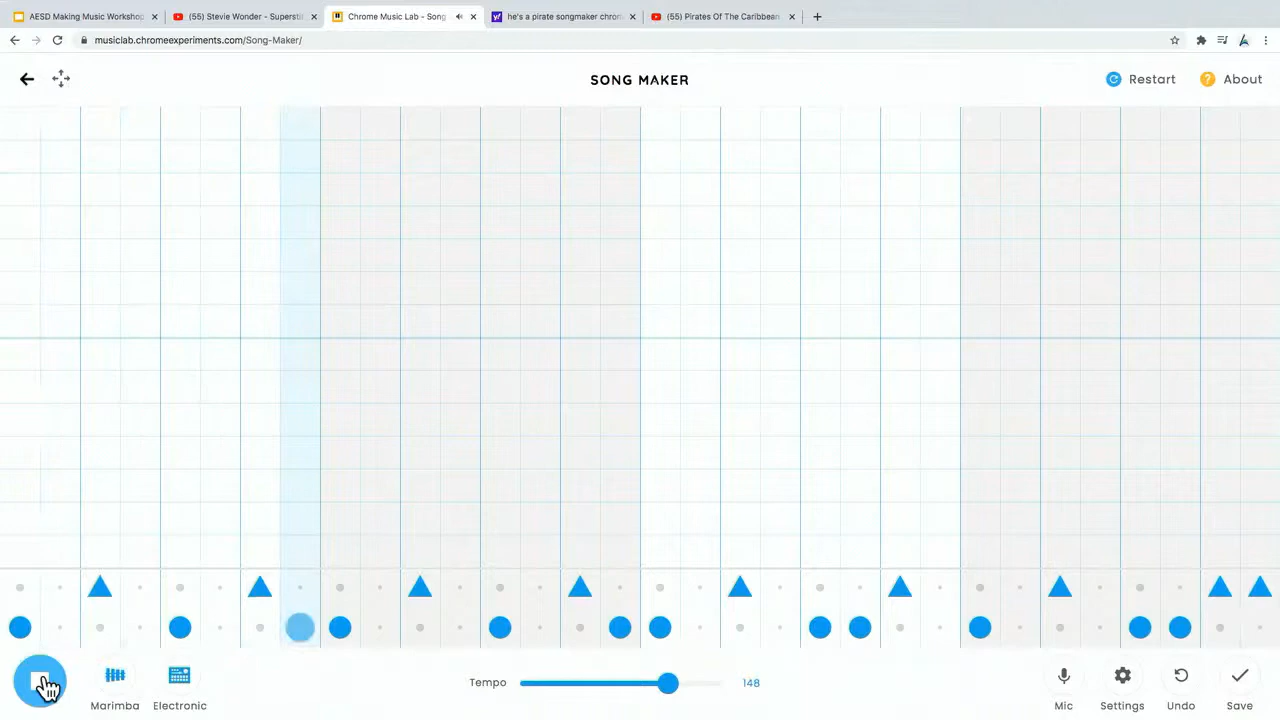 AESD Making Music Workshop
(55) Stevie Wonder - Superstit
Chrome Music Lab - Song
he's a pirate songmaker chrom
(55) Pirates Of The Caribbean
musiclab.chromeexperiments.com/Song-Maker/
SONG MAKER
Restart
About
Marimba
Electronic
Tempo
148
Mic
Settings
Undo
Save